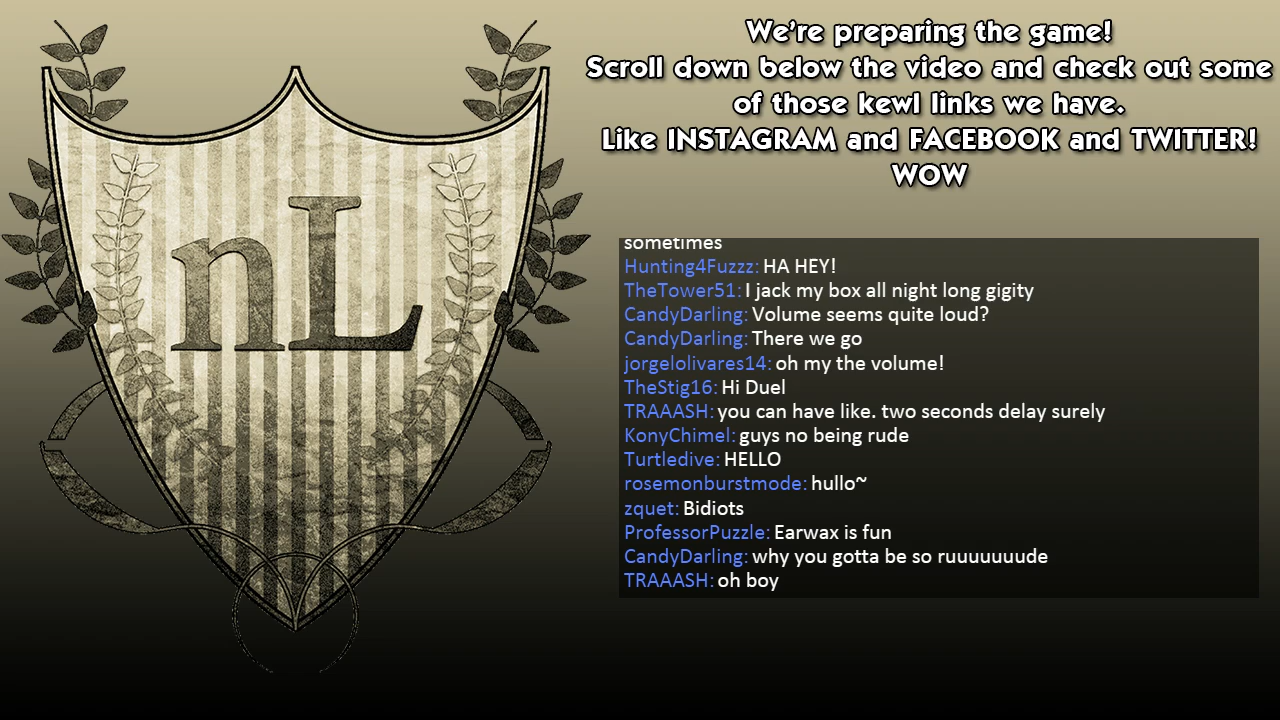 We're preparing the game!
Scroll down below the video and check out some
of those kewl links we have.
Like INSTAGRAM and FACEBOOK and TWITTER!
WOW
nL
sometimes
Hunting4Fuzzz: HA HEY!
TheTower51: I jack my box all night long gigity
CandyDarling: Volume seems quite loud?
CandyDarling: There we go
jorgelolivares14: oh my the volume!
TheStig16: Hi Duel
TRAAASH: you can have like. two seconds delay surely
KonyChimel: guys no being rude
Turtledive: HELLO
rosemonburstmode: hullo~
zquet: Bidiots
ProfessorPuzzle: Earwax is fun
CandyDarling: why you gotta be so ruuuuuuude
TRAAASH: oh boy